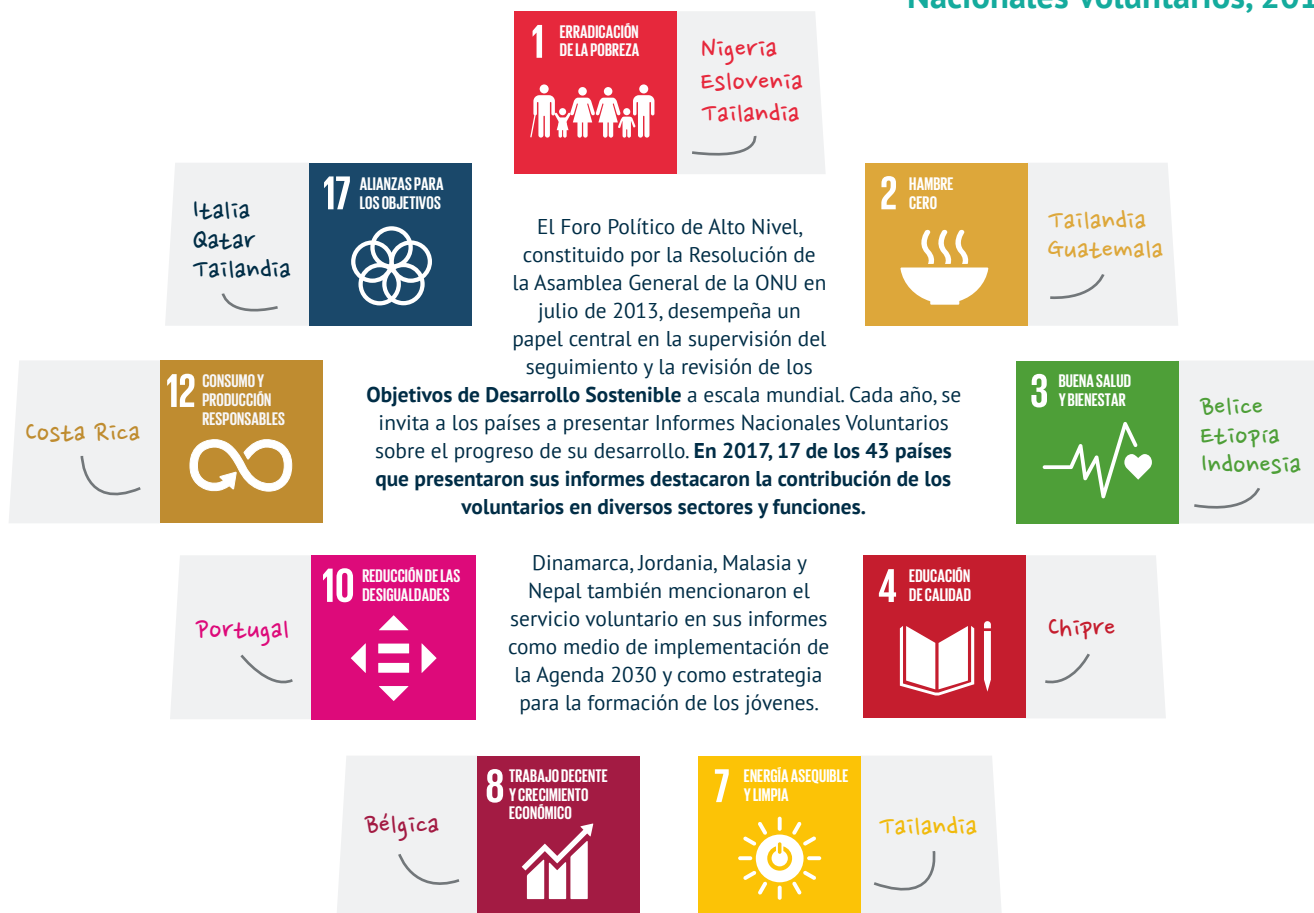 Nacionales Voluntarios, 201
1 ERRADICACIÓN
DE LA POBREZA
Nigeria
Eslovenia
Tailandia
17 ALIANZAS PARA
LOS OBJETIVOS
Italia
Qatar
Tailandia
2 HAMBRE
CERO
Tailandia
Guatemala
El Foro Político de Alto Nivel,
constituido por la Resolución de
la Asamblea General de la ONU en
julio de 2013, desempeña un
papel central en la supervisión del
seguimiento y la revisión de los
Objetivos de Desarrollo Sostenible a escala mundial. Cada año, se
invita a los países a presentar Informes Nacionales Voluntarios
sobre el progreso de su desarrollo. En 2017, 17 de los 43 países
que presentaron sus informes destacaron la contribución de los
voluntarios en diversos sectores y funciones.
12 CONSUMO Y
PRODUCCIÓN
RESPONSABLES
Costa Rica
3 BUENA SALUD
Y BIENESTAR
Belice
Etiopía
Indonesia
Dinamarca, Jordania, Malasia y
Nepal también mencionaron el
servicio voluntario en sus informes
como medio de implementación de
la Agenda 2030 y como estrategia
para la formación de los jóvenes.
10 REDUCCIÓN DE LAS
DESIGUALDADES
Portugal
4 EDUCACIÓN
DE CALIDAD
Chipre
8 TRABAJO DECENTE
Y CRECIMIENTO
ECONÓMICO
Bélgica
7 ENERGÍA ASEQUIBLE
Y LIMPIA
Tailandia